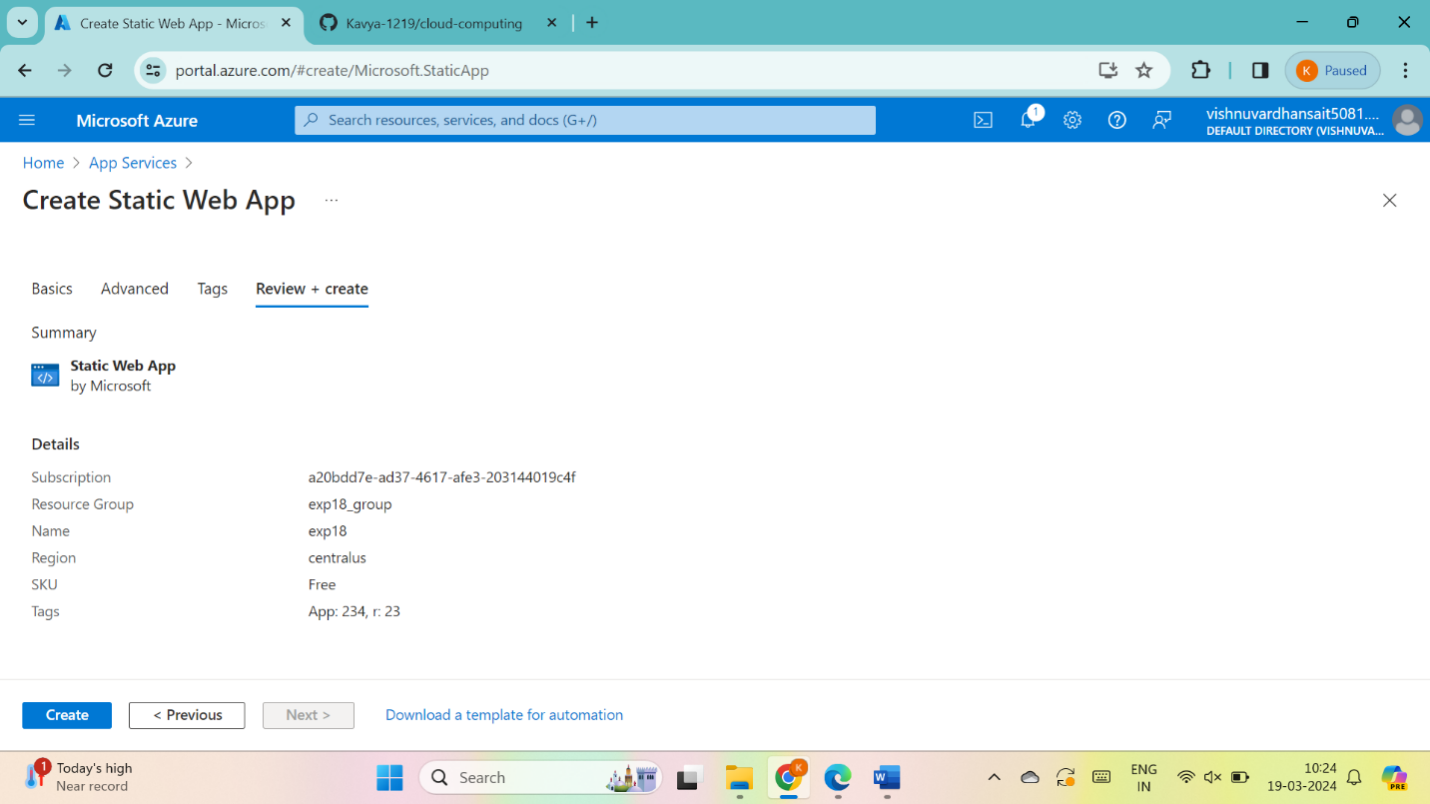 Create Static Web App - Micros
Kavya-1219/cloud-computing
portal.azure.com/#create/Microsoft.StaticApp
K
Paused
Microsoft Azure
Search resources, services, and docs (G+/)
1
vishnuvardhansait5081....
DEFAULT DIRECTORY (VISHNUVA...
Home > App Services >
Create Static Web App ...
Basics
Advanced
Tags
Review + create
Summary
Static Web App
by Microsoft
Details
Subscription a20bdd7e-ad37-4617-afe3-203144019c4f
Resource Group exp18_group
Name exp18
Region centralus
SKU Free
Tags App: 234, r: 23
Create
< Previous
Next >
Download a template for automation
1
Today's high
Near record
Search
K
W
ENG
IN
10:24
19-03-2024
PRE